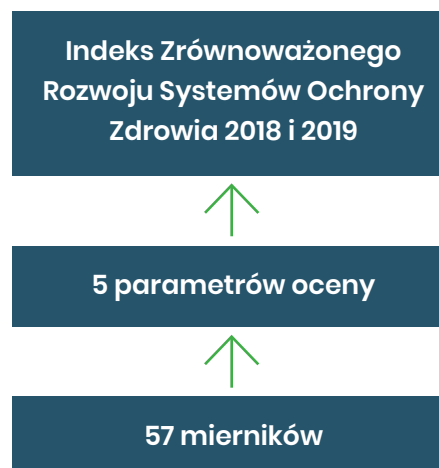 Indeks Zrównoważonego
Rozwoju Systemów Ochrony
Zdrowia 2018 i 2019
5 parametrów oceny
57 mierników